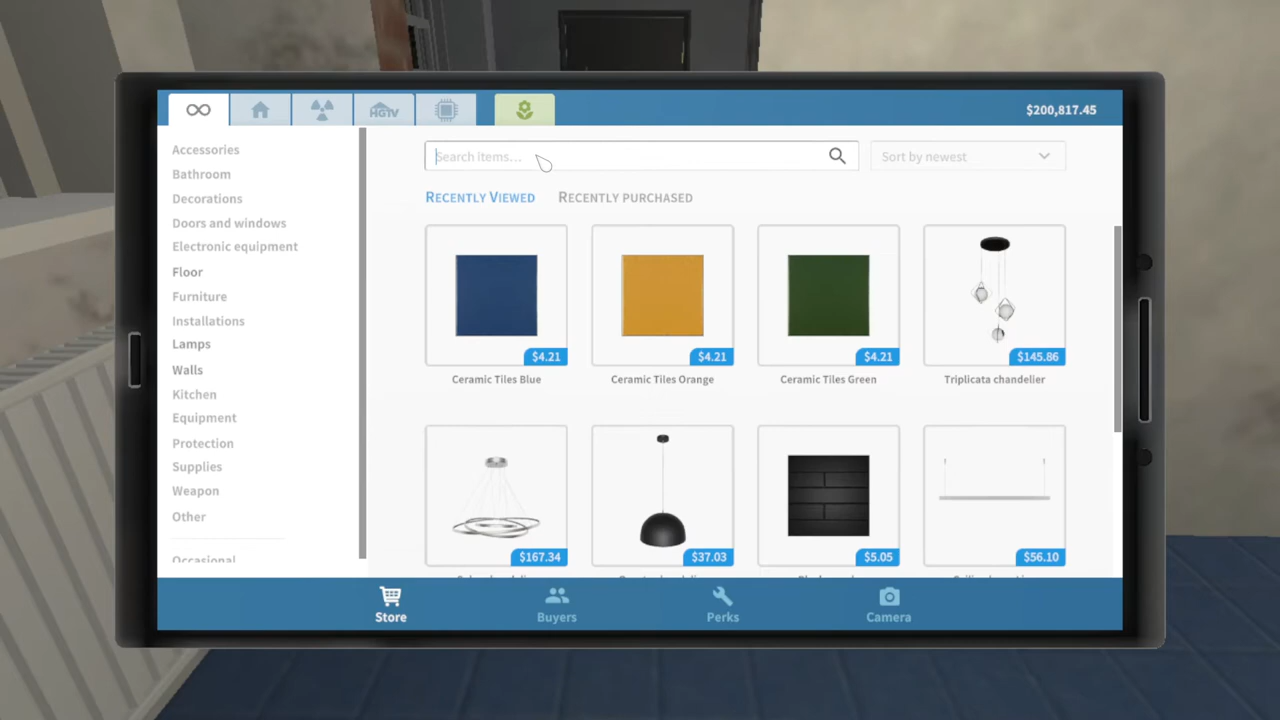 HGTV
$200,817.45
Accessories
Bathroom
Decorations
Doors and windows
Electronic equipment
Floor
Furniture
Installations
Lamps
Walls
Kitchen
Equipment
Protection
Supplies
Weapon
Other
Occasional
Search items...
Sort by newest
RECENTLY VIEWED
RECENTLY PURCHASED
$4.21
$4.21
$4.21
$145.86
Ceramic Tiles Blue
Ceramic Tiles Orange
Ceramic Tiles Green
Triplicata chandelier
$167.34
$37.03
$5.05
$56.10
Store
Buyers
Perks
Camera